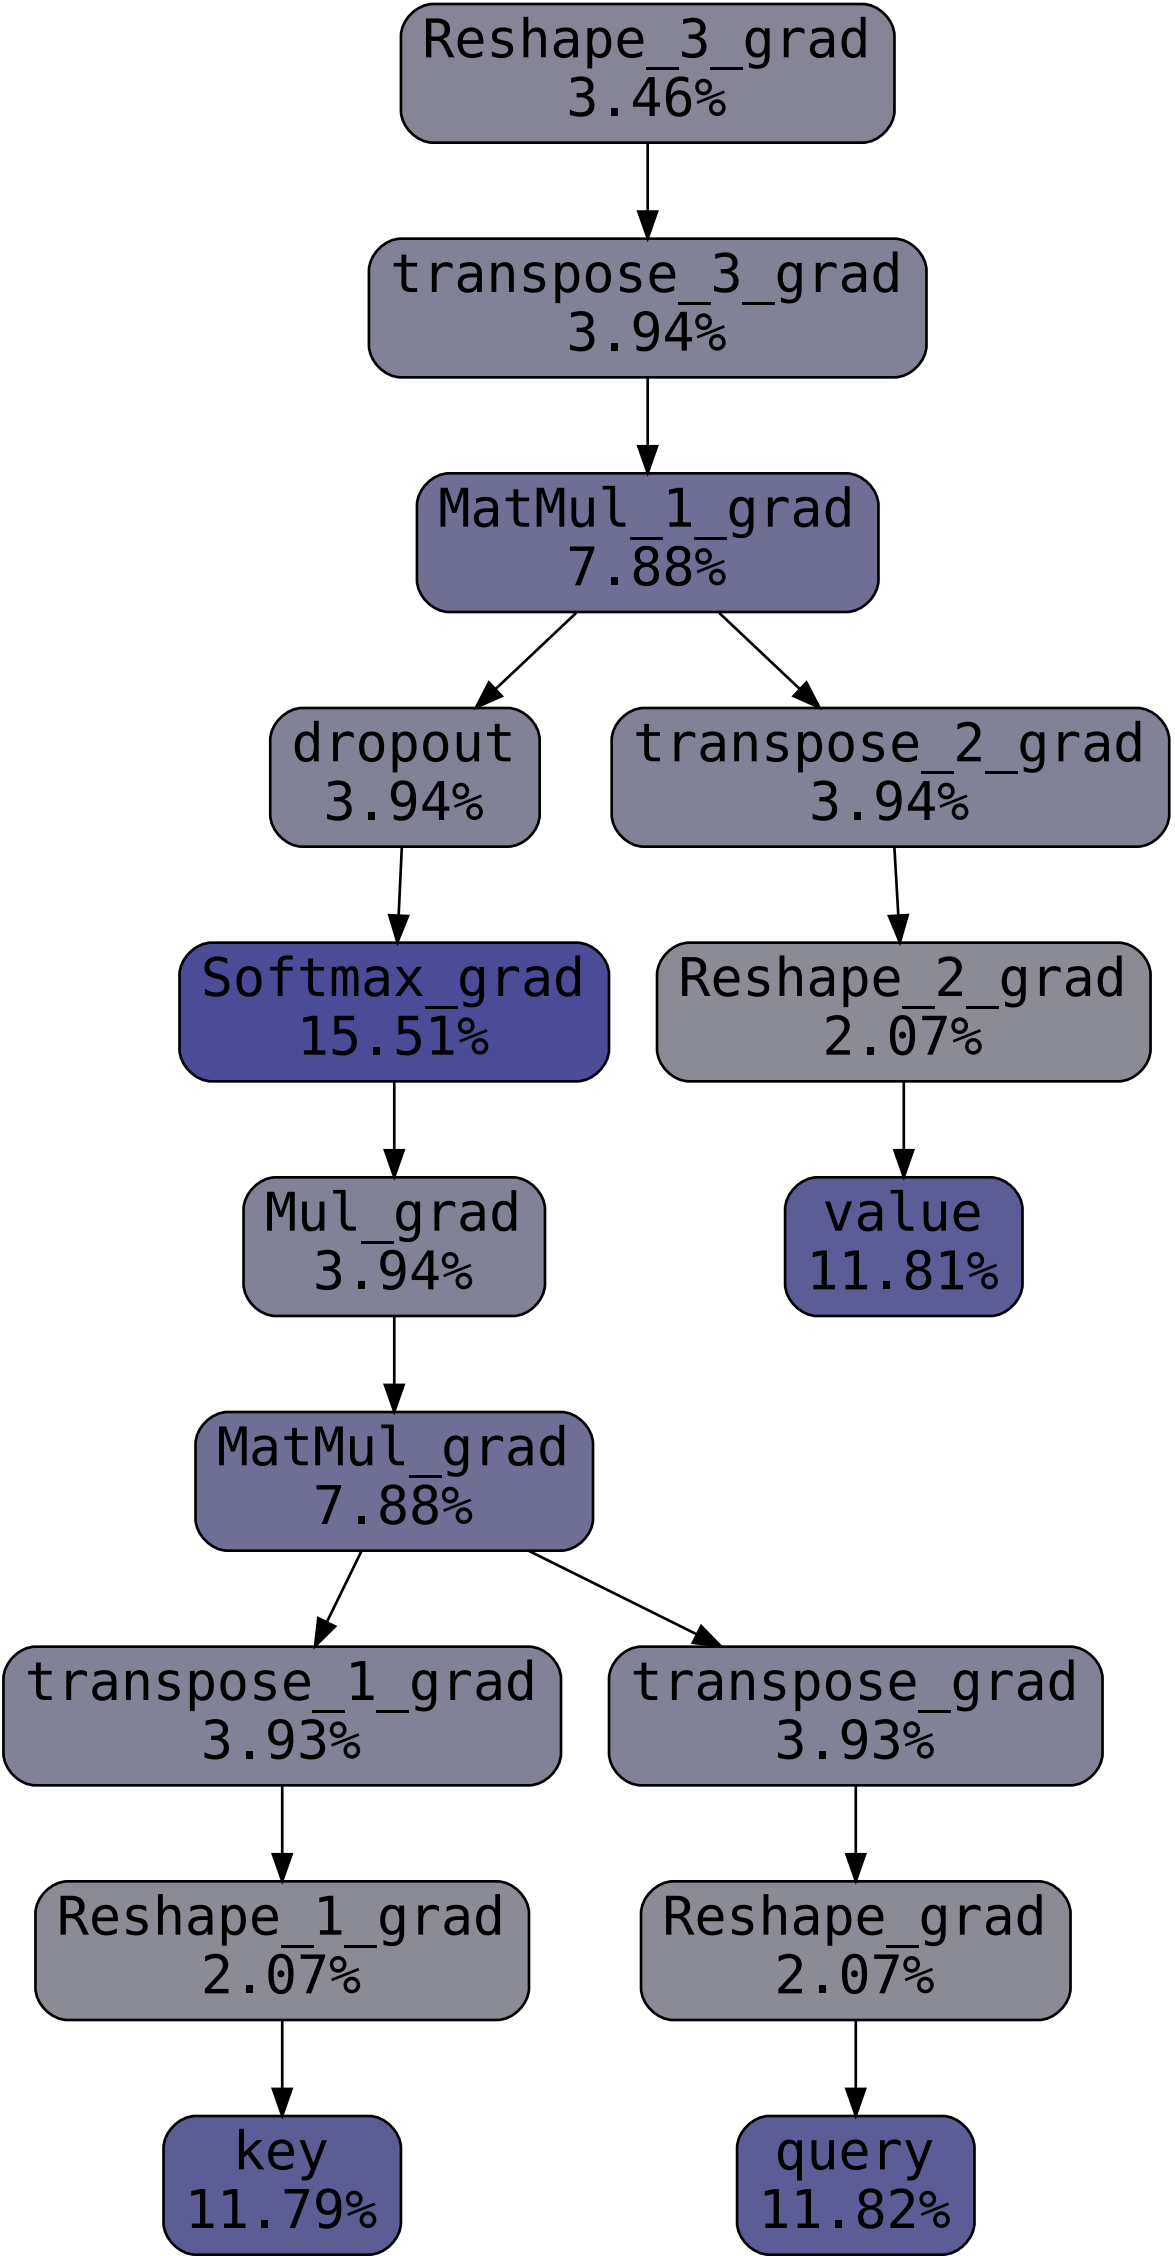 Reshape_3_grad
3.46%
transpose_3_grad
3.94%
MatMul_1_grad
7.88%
dropout
3.94%
transpose_2_grad
3.94%
Softmax_grad
15.51%
Reshape_2_grad
2.07%
Mul_grad
3.94%
value
11.81%
MatMul_grad
7.88%
transpose_1_grad
3.93%
transpose_grad
3.93%
Reshape_1_grad
2.07%
Reshape_grad
2.07%
key
11.79%
query
11.82%